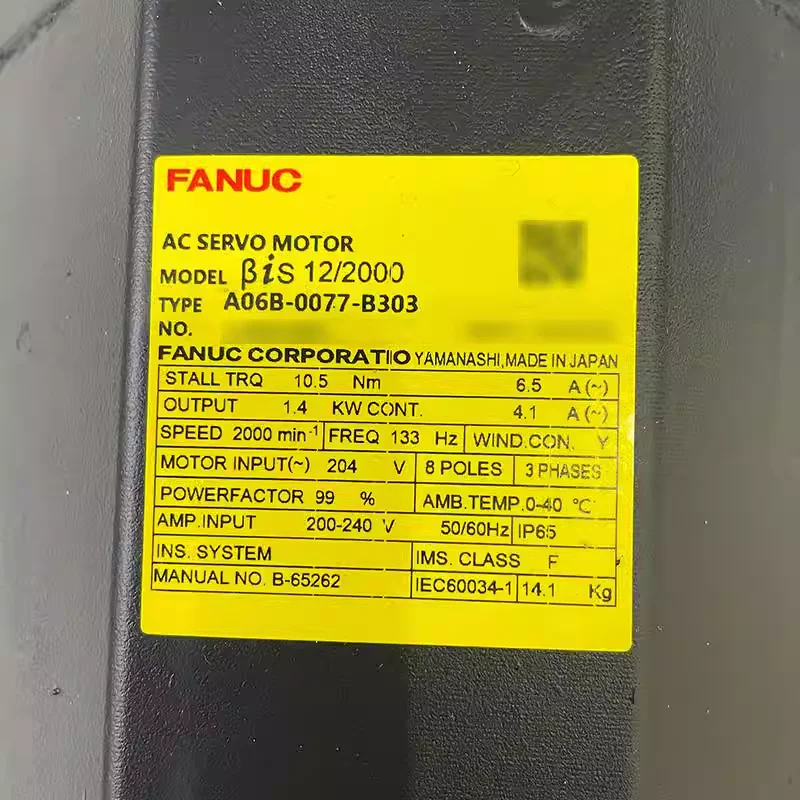 FANUC
AC SERVO MOTOR
MODEL βiS 12/2000
TYPE A06B-0077-B303
NO.
FANUC CORPORATIO YAMANASHI,MADE IN JAPAN
STALL TRQ 10.5 Nm 6.5 A(~)
OUTPUT 1.4 KW CONT. 4.1 A(~)
SPEED 2000 min-1 FREQ 133 Hz WIND.CON. Y
MOTOR INPUT(~) 204 V 8 POLES 3 PHASES
POWERFACTOR 99 % AMB.TEMP.0-40 °C
AMP.INPUT 200-240 V 50/60Hz IP65
INS. SYSTEM IMS. CLASS F
MANUAL NO. B-65262 IEC60034-1 14.1 Kg